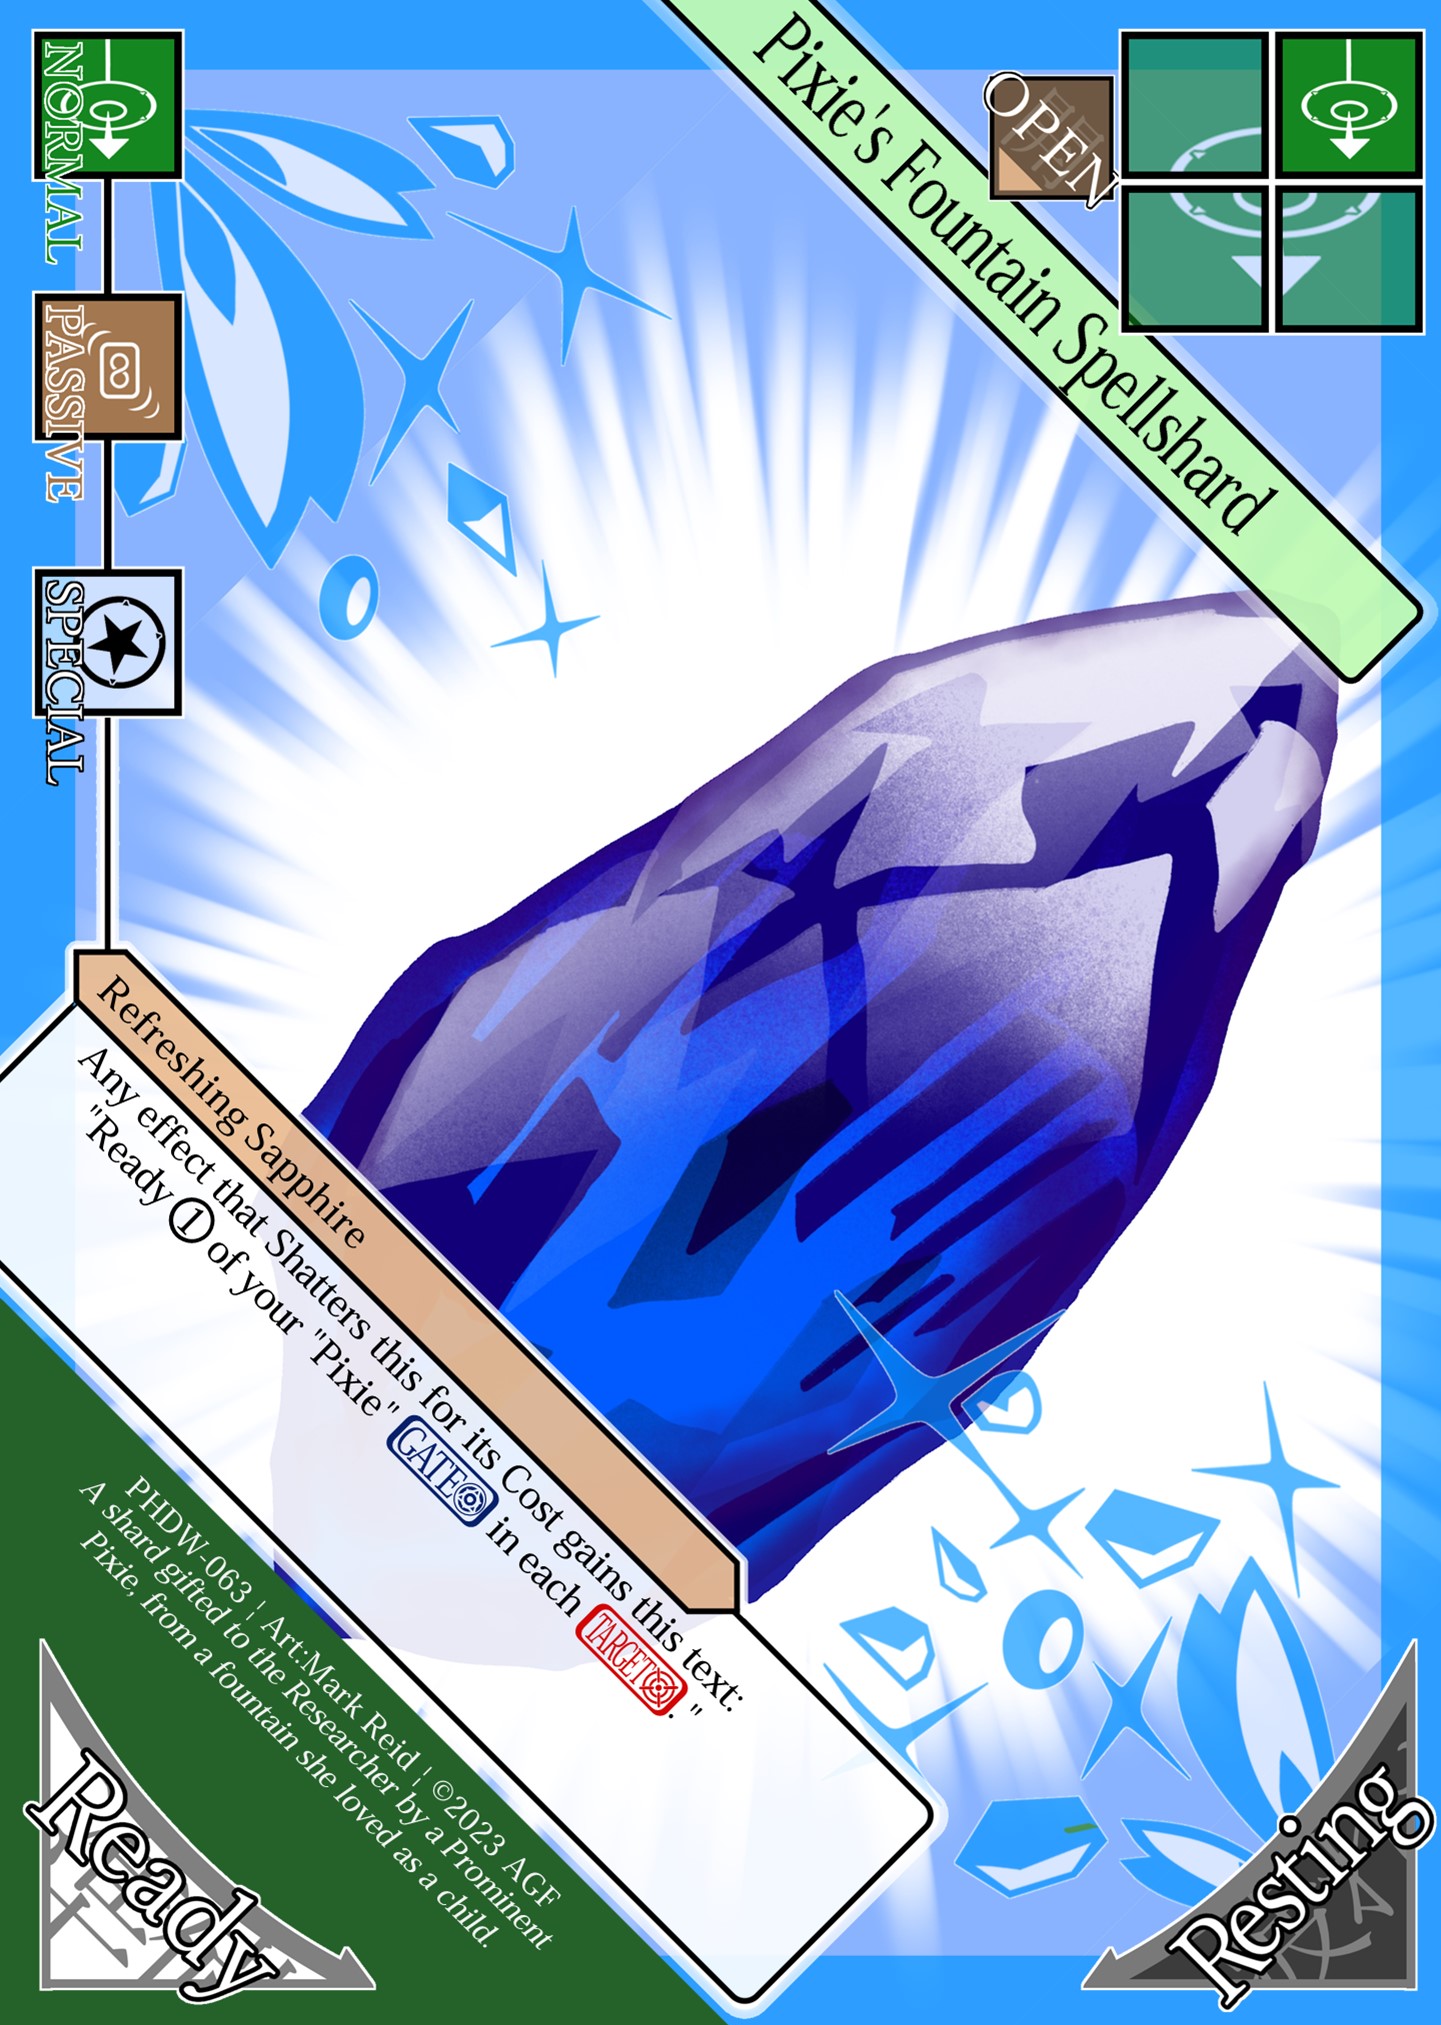 Pixie's Fountain Spellshard
OPEN
NORMAL
PASSIVE
8
SPECIAL
Refreshing Sapphire
Any effect that Shatters this for its Cost gains this text:
"Ready ① of your "Pixie" GATE in each TARGET. "
PHDW-063 ¦ Art:Mark Reid ¦ ©2023 AGF
A shard gifted to the Researcher by a Prominent
Pixie, from a fountain she loved as a child.
Ready
Resting